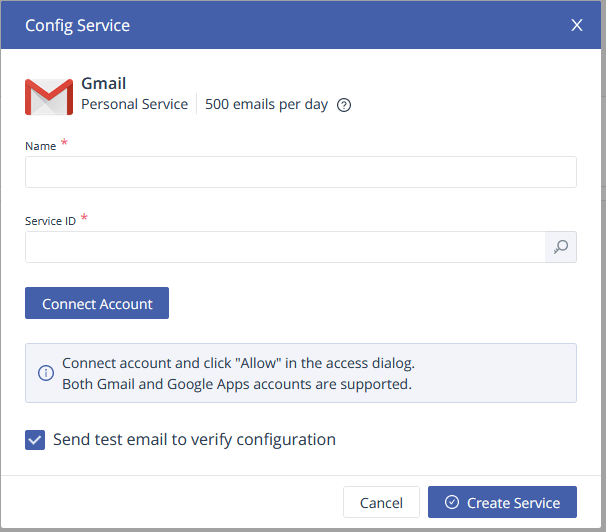 Config Service
Gmail
Personal Service 500 emails per day
Name *
Service ID *
Connect Account
Connect account and click "Allow" in the access dialog.
Both Gmail and Google Apps accounts are supported.
Send test email to verify configuration
Cancel Create Service